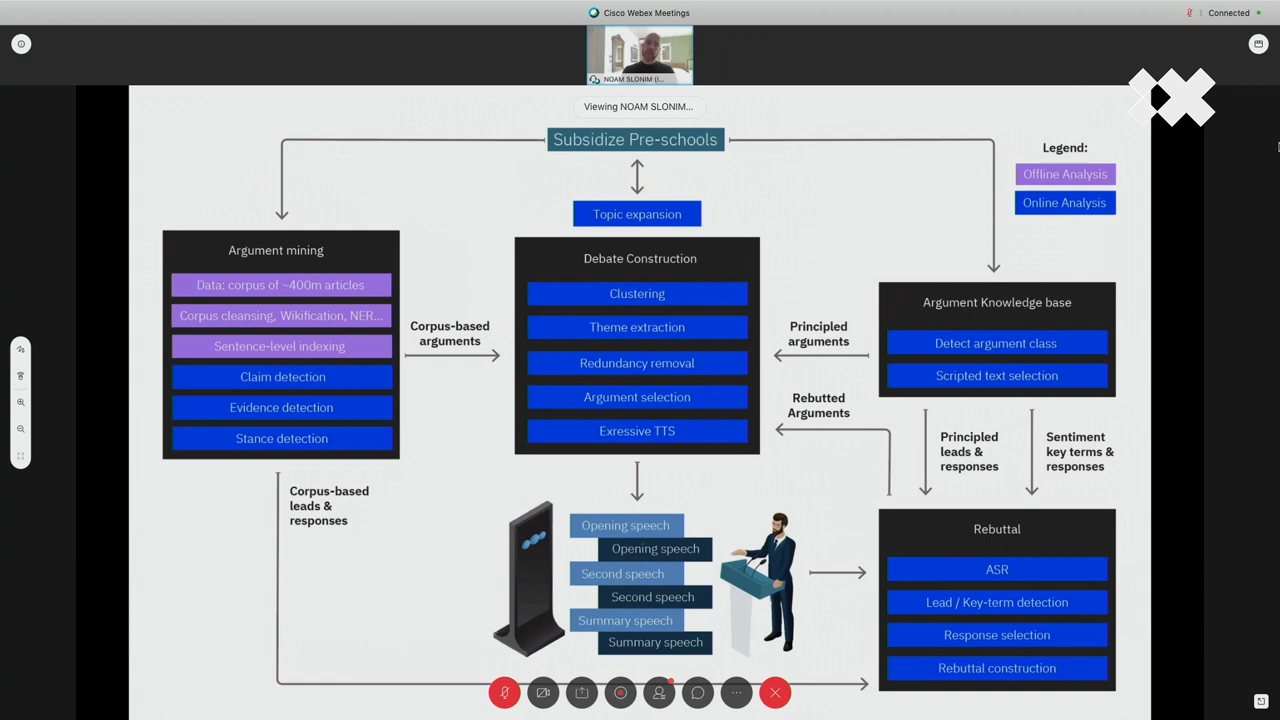 Cisco Webex Meetings
Connected
NOAM SLONIM (I...
Viewing NOAM SLONIM...
Subsidize Pre-schools
Legend:
Offline Analysis
Online Analysis
Topic expansion
Argument mining
Data: corpus of ~400m articles
Corpus cleansing, Wikification, NER...
Sentence-level indexing
Claim detection
Evidence detection
Stance detection
Corpus-based
arguments
Debate Construction
Clustering
Theme extraction
Redundancy removal
Argument selection
Exressive TTS
Principled
arguments
Rebutted
Arguments
Argument Knowledge base
Detect argument class
Scripted text selection
Principled
leads &
responses
Sentiment
key terms &
responses
Corpus-based
leads &
responses
Opening speech
Opening speech
Second speech
Second speech
Summary speech
Summary speech
Rebuttal
ASR
Lead / Key-term detection
Response selection
Rebuttal construction